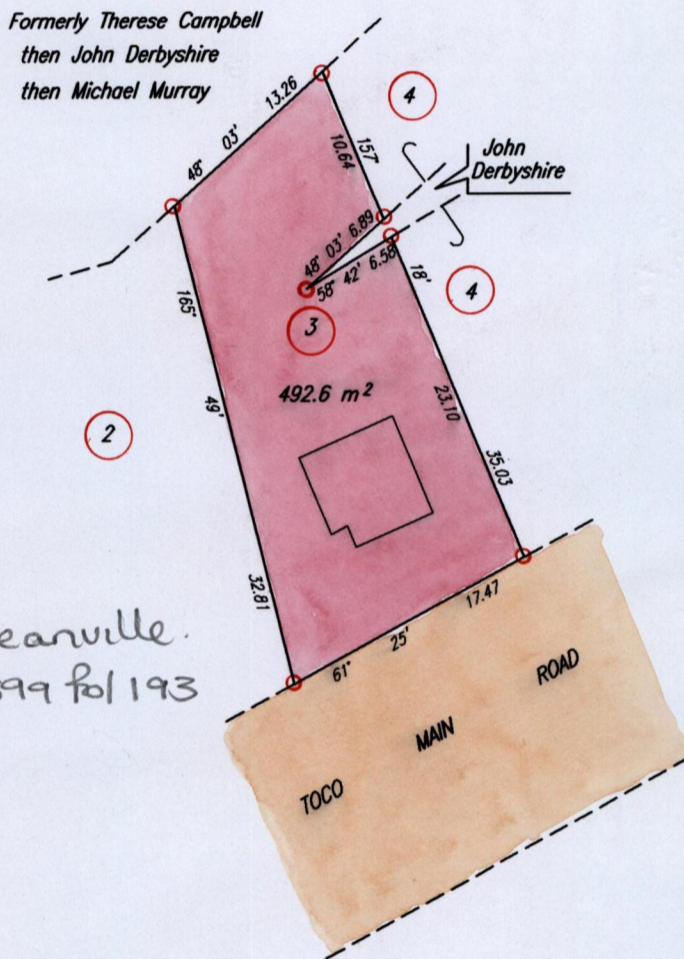 Formerly Therese Campbell
then John Derbyshire
then Michael Murray
13.26
48° 03'
4
157°
10.64
John
Derbyshire
48° 03' 6.89
58° 42' 6.58
18'
4
3
165°
492.6 m²
49'
23.10
2
35.03
32.81
17.47
25'
61°
fol 193
TOCO MAIN ROAD